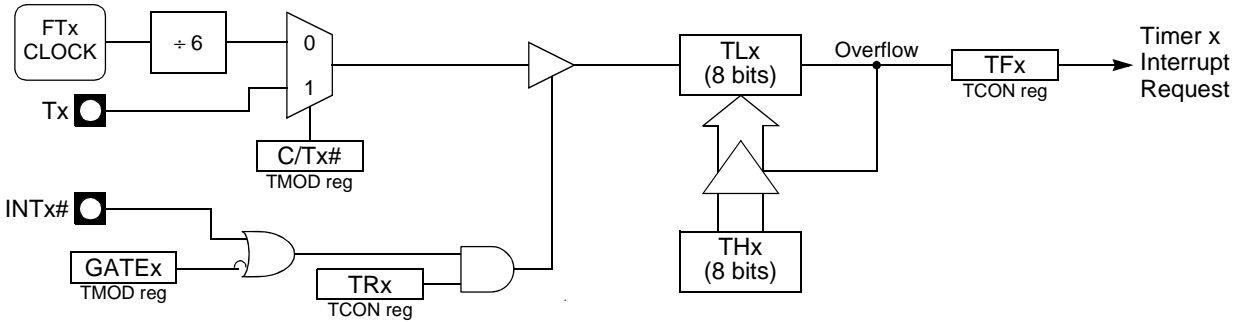 FTx
CLOCK
÷ 6
0
1
Tx
C/Tx#
TMOD reg
INTx#
GATEx
TMOD reg
TRx
TCON reg
TLx
(8 bits)
THx
(8 bits)
Overflow
TFx
TCON reg
Timer x
Interrupt
Request